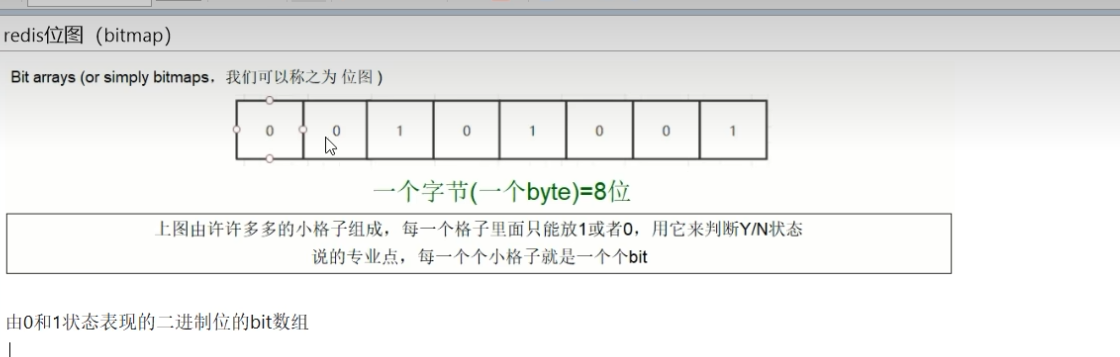 redis位图（bitmap）
Bit arrays (or simply bitmaps，我们可以称之为 位图 )
0 0 1 0 1 0 0 1
一个字节(一个byte)=8位
上图由许许多多的小格子组成，每一个格子里面只能放1或者0，用它来判断Y/N状态
说的专业点，每一个个小格子就是一个个bit
由0和1状态表现的二进制位的bit数组